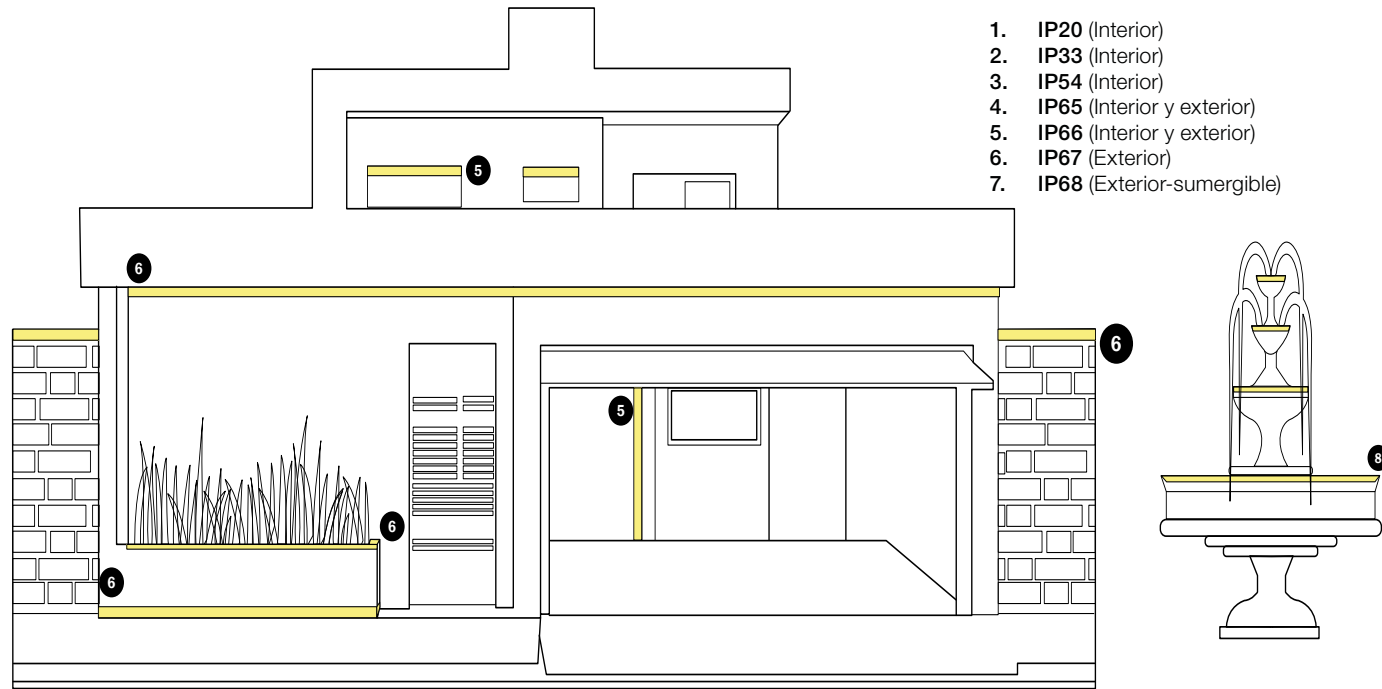 1. IP20 (Interior)
2. IP33 (Interior)
3. IP54 (Interior)
4. IP65 (Interior y exterior)
5. IP66 (Interior y exterior)
6. IP67 (Exterior)
7. IP68 (Exterior-sumergible)
5
6
6
5
8
6
6